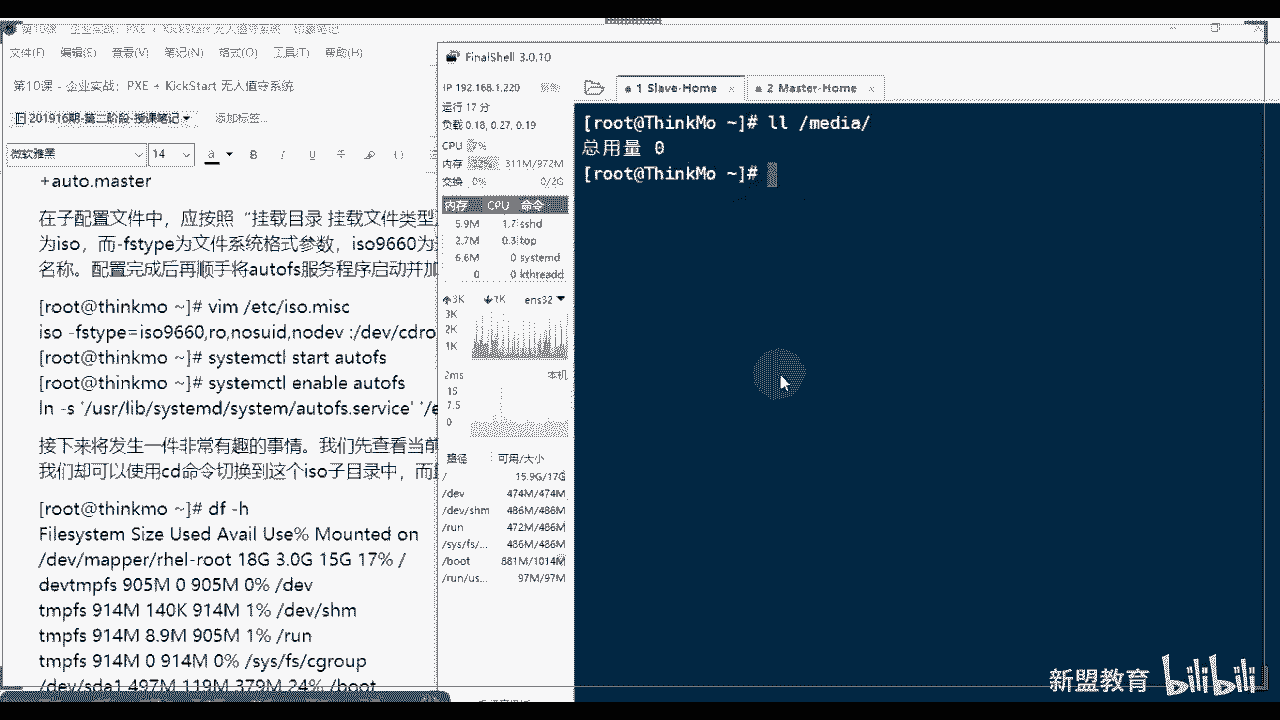 第10课 - 企业实战：PXE + KickStart 无人值守系统 - 印象笔记
文件(F) 编辑(E) 查看(V) 笔记(N) 格式(O) 工具(T) 帮助(H)
第10课 - 企业实战：PXE + KickStart 无人值守系统
201916期-第二阶段-授课笔记 添加标签...
微软雅黑 14 a B I U
+auto.master
在子配置文件中，应按照“挂载目录 挂载文件类型
为iso，而-fstype为文件系统格式参数，iso9660为
名称。配置完成后再顺手将autofs服务程序启动并加
[root@thinkmo ~]# vim /etc/iso.misc
iso -fstype=iso9660,ro,nosuid,nodev :/dev/cdro
[root@thinkmo ~]# systemctl start autofs
[root@thinkmo ~]# systemctl enable autofs
ln -s '/usr/lib/systemd/system/autofs.service' '/e
接下来将发生一件非常有趣的事情。我们先查看当前
我们却可以使用cd命令切换到这个iso子目录中，而
[root@thinkmo ~]# df -h
Filesystem Size Used Avail Use% Mounted on
/dev/mapper/rhel-root 18G 3.0G 15G 17% /
devtmpfs 905M 0 905M 0% /dev
tmpfs 914M 140K 914M 1% /dev/shm
tmpfs 914M 8.9M 905M 1% /run
tmpfs 914M 0 914M 0% /sys/fs/cgroup
/dev/sda1 497M 119M 379M 24% /boot
FinalShell 3.0.10
IP 192.168.1.220
运行 17 分
负载 0.18, 0.27, 0.19
CPU 7%
内存 311M/972M
交换 0% 0/2G
内存 CPU 命令
5.9M 1.7 sshd
2.7M 0.3 top
6.6M 0 systemd
0 0 kthreadd
3K 7K ens32
3K
2K
1K
2ms 本机
15
7.5
0
路径 可用/大小
/ 15.9G/17G
/dev 474M/474M
/dev/shm 486M/486M
/run 472M/486M
/sys/fs/... 486M/486M
/boot 881M/1014M
/run/us... 97M/97M
1 Slave-Home 2 Master-Home
[root@ThinkMo ~]# ll /media/
总用量 0
[root@ThinkMo ~]#
新盟教育 bilibili